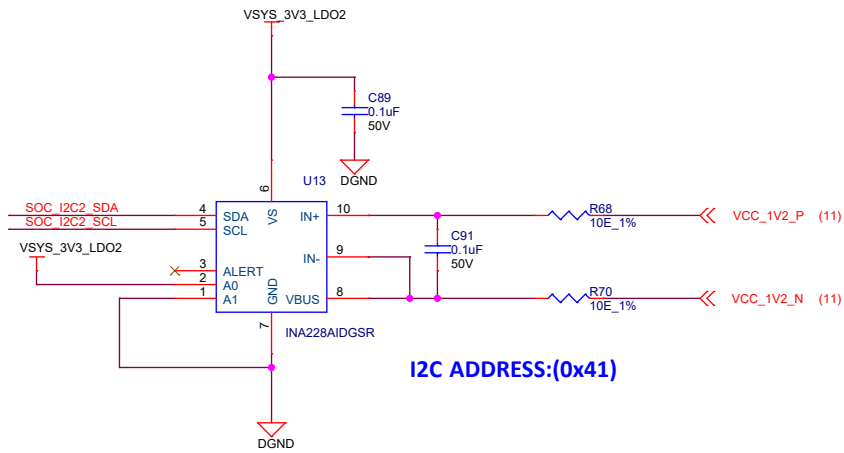 VSYS_3V3_LDO2
C89
0.1uF
50V
DGND
U13
6
VS
SOC_I2C2_SDA
4
SDA
IN+
10
R68
10E_1%
VCC_1V2_P (11)
SOC_I2C2_SCL
5
SCL
C91
0.1uF
50V
VSYS_3V3_LDO2
IN-
9
3
ALERT
2
A0
1
A1
GND
VBUS
8
R70
10E_1%
VCC_1V2_N (11)
7
INA228AIDGSR
I2C ADDRESS:(0x41)
DGND